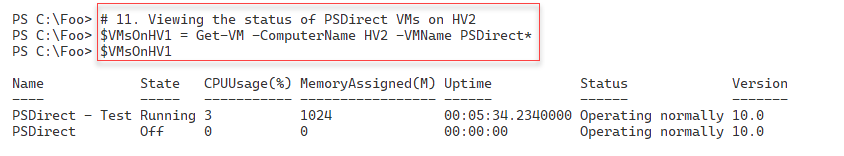 PS C:\Foo> # 11. Viewing the status of PSDirect VMs on HV2
PS C:\Foo> $VMsOnHV1 = Get-VM -ComputerName HV2 -VMName PSDirect*
PS C:\Foo> $VMsOnHV1
Name State CPUUsage(%) MemoryAssigned(M) Uptime Status Version
---- ----- ----------- ----------------- ------ ------ -------
PSDirect - Test Running 3 1024 00:05:34.2340000 Operating normally 10.0
PSDirect Off 0 0 00:00:00 Operating normally 10.0